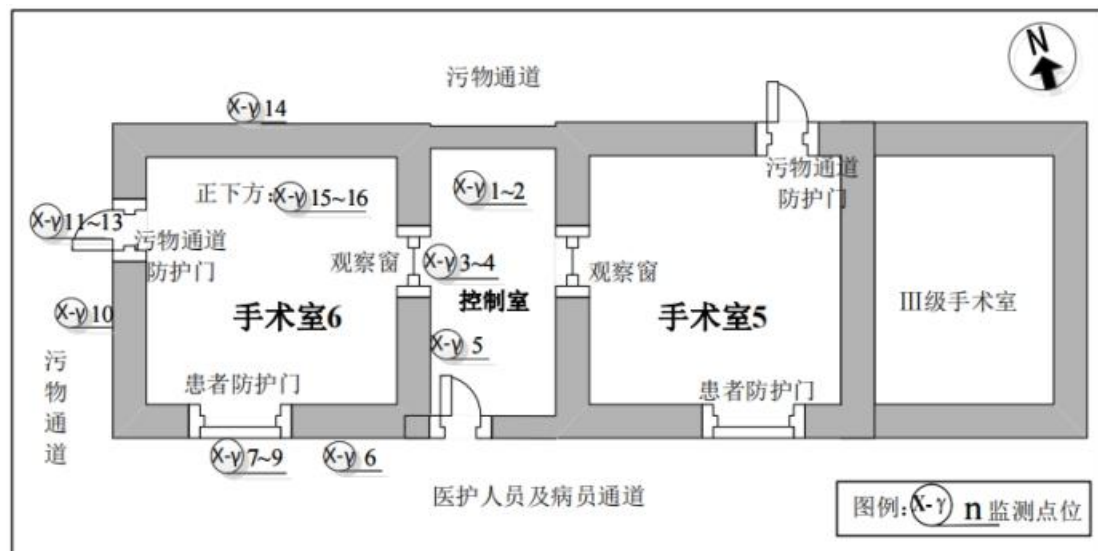 N
污物通道
X-γ 14
污物通道
防护门
正下方：X-γ 15~16
X-γ 1~2
X-γ 11~13
污物通道
防护门
观察窗
X-γ 3~4
观察窗
X-γ 10
手术室6
控制室
手术室5
III级手术室
X-γ 5
污物通道
患者防护门
患者防护门
X-γ 7~9
X-γ 6
医护人员及病员通道
图例：X-γ n 监测点位